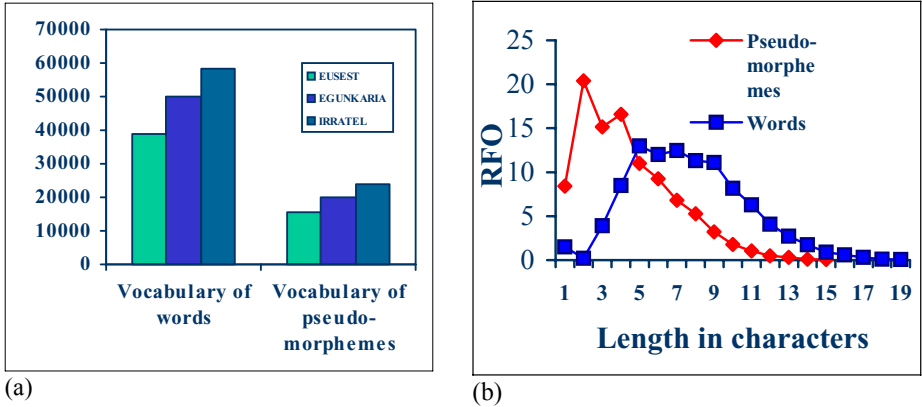 70000
60000
50000
40000
30000
20000
10000
0
EUSEST
EGUNKARIA
IRRATEL
Vocabulary of
words
Vocabulary of
pseudo-
morphemes
(a)
25
20
15
10
5
0
RFO
Pseudo-
morphe
mes
Words
1 3 5 7 9 11 13 15 17 19
Length in characters
(b)